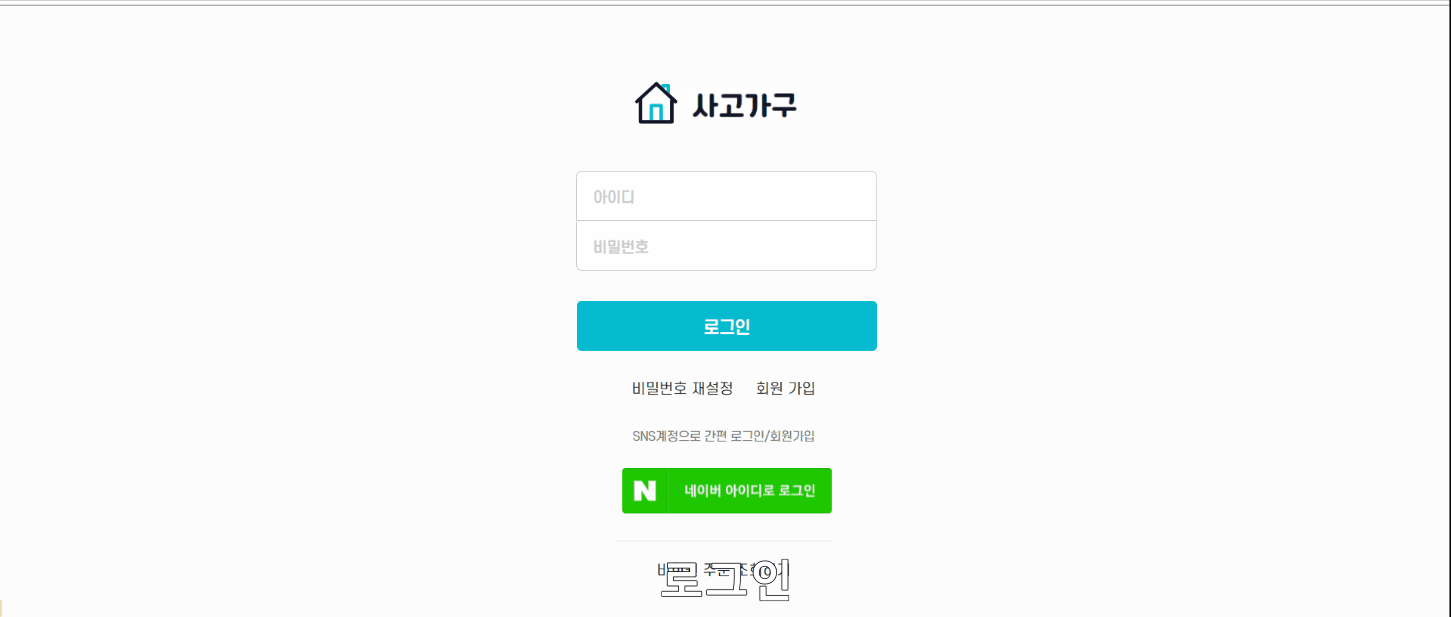 사고가구
아이디
비밀번호
로그인
비밀번호 재설정 회원 가입
SNS계정으로 간편 로그인/회원가입
N 네이버 아이디로 로그인
로그인